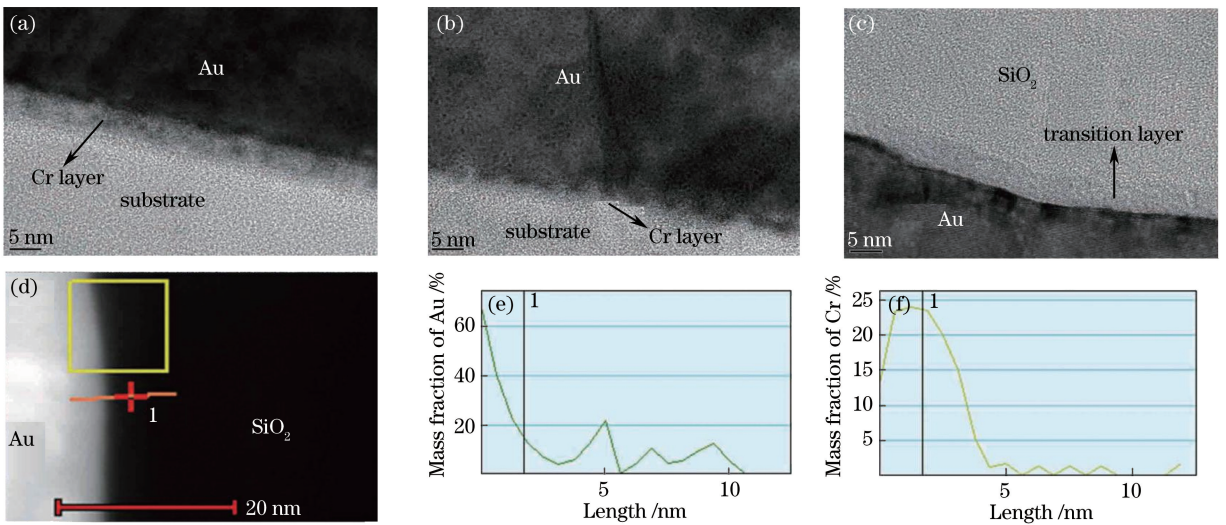 (a)
Au
Cr layer
substrate
5 nm
(b)
Au
substrate
Cr layer
5 nm
(c)
SiO₂
transition layer
Au
5 nm
(d)
1
Au
SiO₂
20 nm
(e)
1
Mass fraction of Au /%
60
40
20
5
10
Length /nm
(f)
1
Mass fraction of Cr /%
25
20
15
10
5
5
10
Length /nm